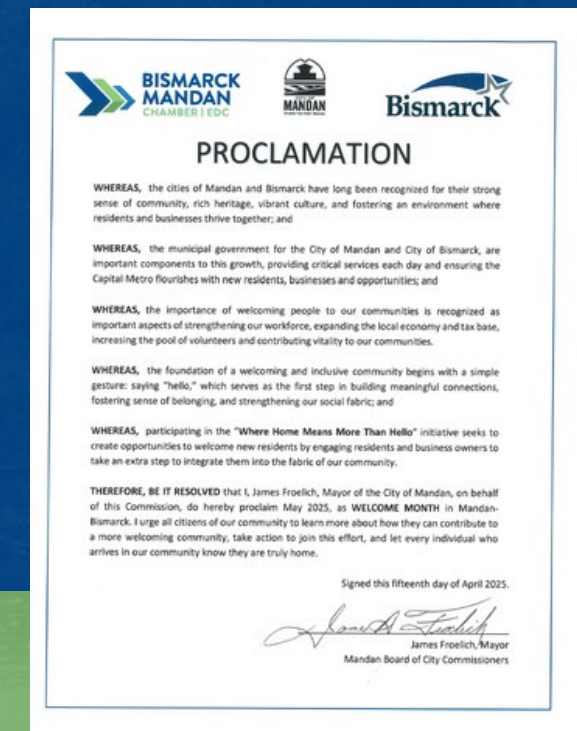 BISMARCK
MANDAN
CHAMBER | EDC
CITY OF
MANDAN
WHERE THE WEST BEGINS
Bismarck
PROCLAMATION
WHEREAS, the cities of Mandan and Bismarck have long been recognized for their strong
sense of community, rich heritage, vibrant culture, and fostering an environment where
residents and businesses thrive together; and
WHEREAS, the municipal government for the City of Mandan and City of Bismarck, are
important components to this growth, providing critical services each day and ensuring the
Capital Metro flourishes with new residents, businesses and opportunities; and
WHEREAS, the importance of welcoming people to our communities is recognized as
important aspects of strengthening our workforce, expanding the local economy and tax base,
increasing the pool of volunteers and contributing vitality to our communities.
WHEREAS, the foundation of a welcoming and inclusive community begins with a simple
gesture: saying "hello," which serves as the first step in building meaningful connections,
fostering sense of belonging, and strengthening our social fabric; and
WHEREAS, participating in the "Where Home Means More Than Hello" initiative seeks to
create opportunities to welcome new residents by engaging residents and business owners to
take an extra step to integrate them into the fabric of our community.
THEREFORE, BE IT RESOLVED that I, James Froelich, Mayor of the City of Mandan, on behalf
of this Commission, do hereby proclaim May 2025, as WELCOME MONTH in Mandan-
Bismarck. I urge all citizens of our community to learn more about how they can contribute to
a more welcoming community, take action to join this effort, and let every individual who
arrives in our community know they are truly home.
Signed this fifteenth day of April 2025.
James Froelich, Mayor
Mandan Board of City Commissioners